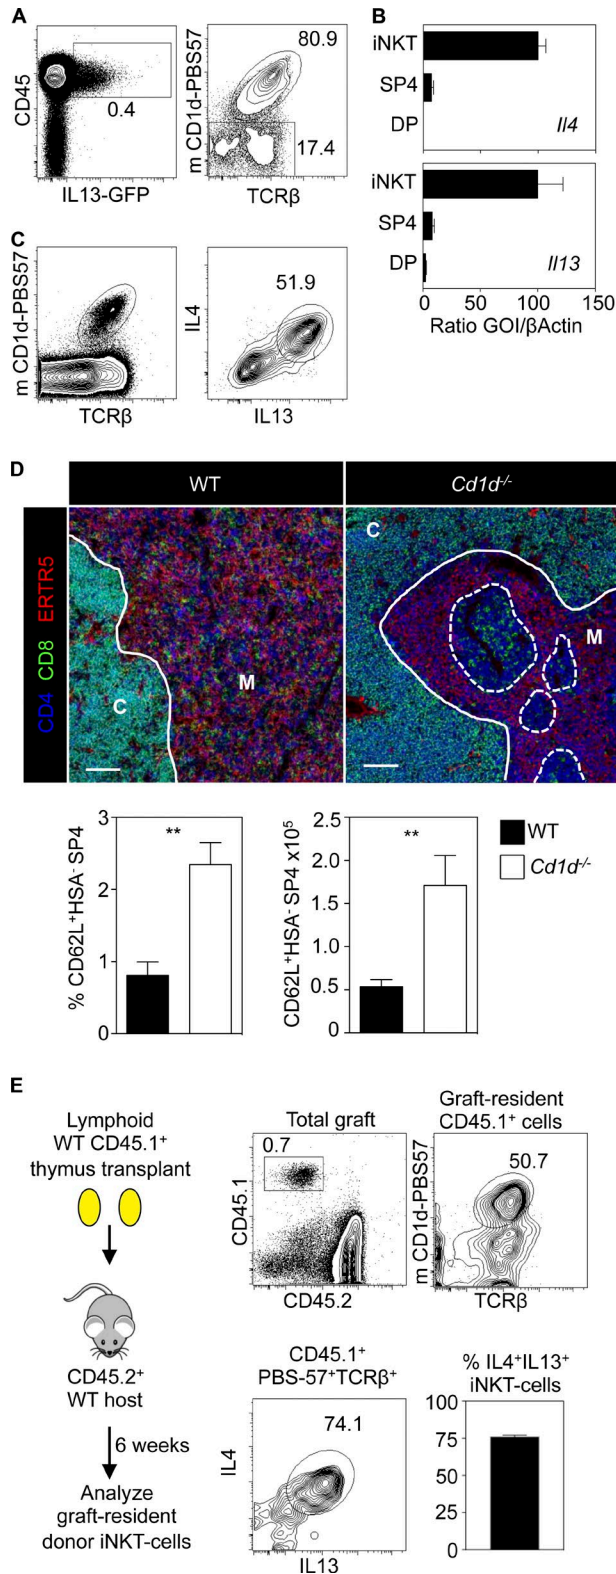 A
CD45
0.4
IL13-GFP
m CD1d-PBS57
80.9
17.4
TCRβ
B
iNKT
SP4
DP
Il4
iNKT
SP4
DP
Il13
0 50 100 150
Ratio GOI/βActin
C
m CD1d-PBS57
TCRβ
IL4
51.9
IL13
D
WT
Cd1d-/-
CD4 CD8 ERTR5
C
M
C
M
% CD62L+HSA- SP4
3
2
1
0
**
CD62L+HSA- SP4 x10⁵
2.5
2.0
1.5
1.0
0.5
0
**
WT
Cd1d-/-
E
Lymphoid
WT CD45.1+
thymus transplant
CD45.2+
WT host
6 weeks
Analyze
graft-resident
donor iNKT-cells
Total graft
0.7
CD45.1
CD45.2
Graft-resident
CD45.1+ cells
50.7
m CD1d-PBS57
TCRβ
CD45.1+
PBS-57+TCRβ+
74.1
IL4
IL13
% IL4+IL13+
iNKT-cells
100
75
50
25
0